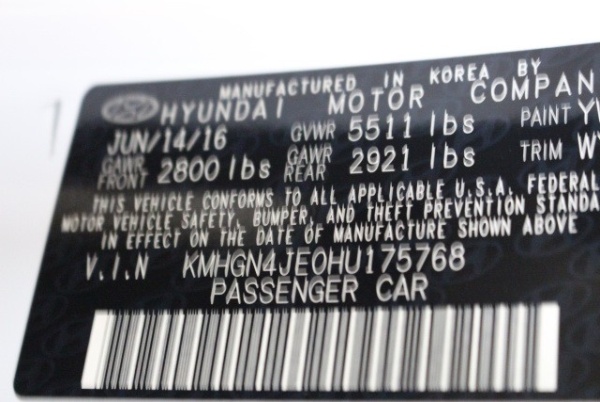 MANUFACTURED IN KOREA BY
HYUNDAI MOTOR COMPAN
JUN/14/16 GVWR 5511 lbs PAINT
GAWR FRONT 2800 lbs GAWR REAR 2921 lbs TRIM
THIS VEHICLE CONFORMS TO ALL APPLICABLE U.S.A. FEDERAL
MOTOR VEHICLE SAFETY, BUMPER, AND THEFT PREVENTION STANDA
IN EFFECT ON THE DATE OF MANUFACTURE SHOWN ABOVE
V.I.N KMHGN4JE0HU175768
PASSENGER CAR